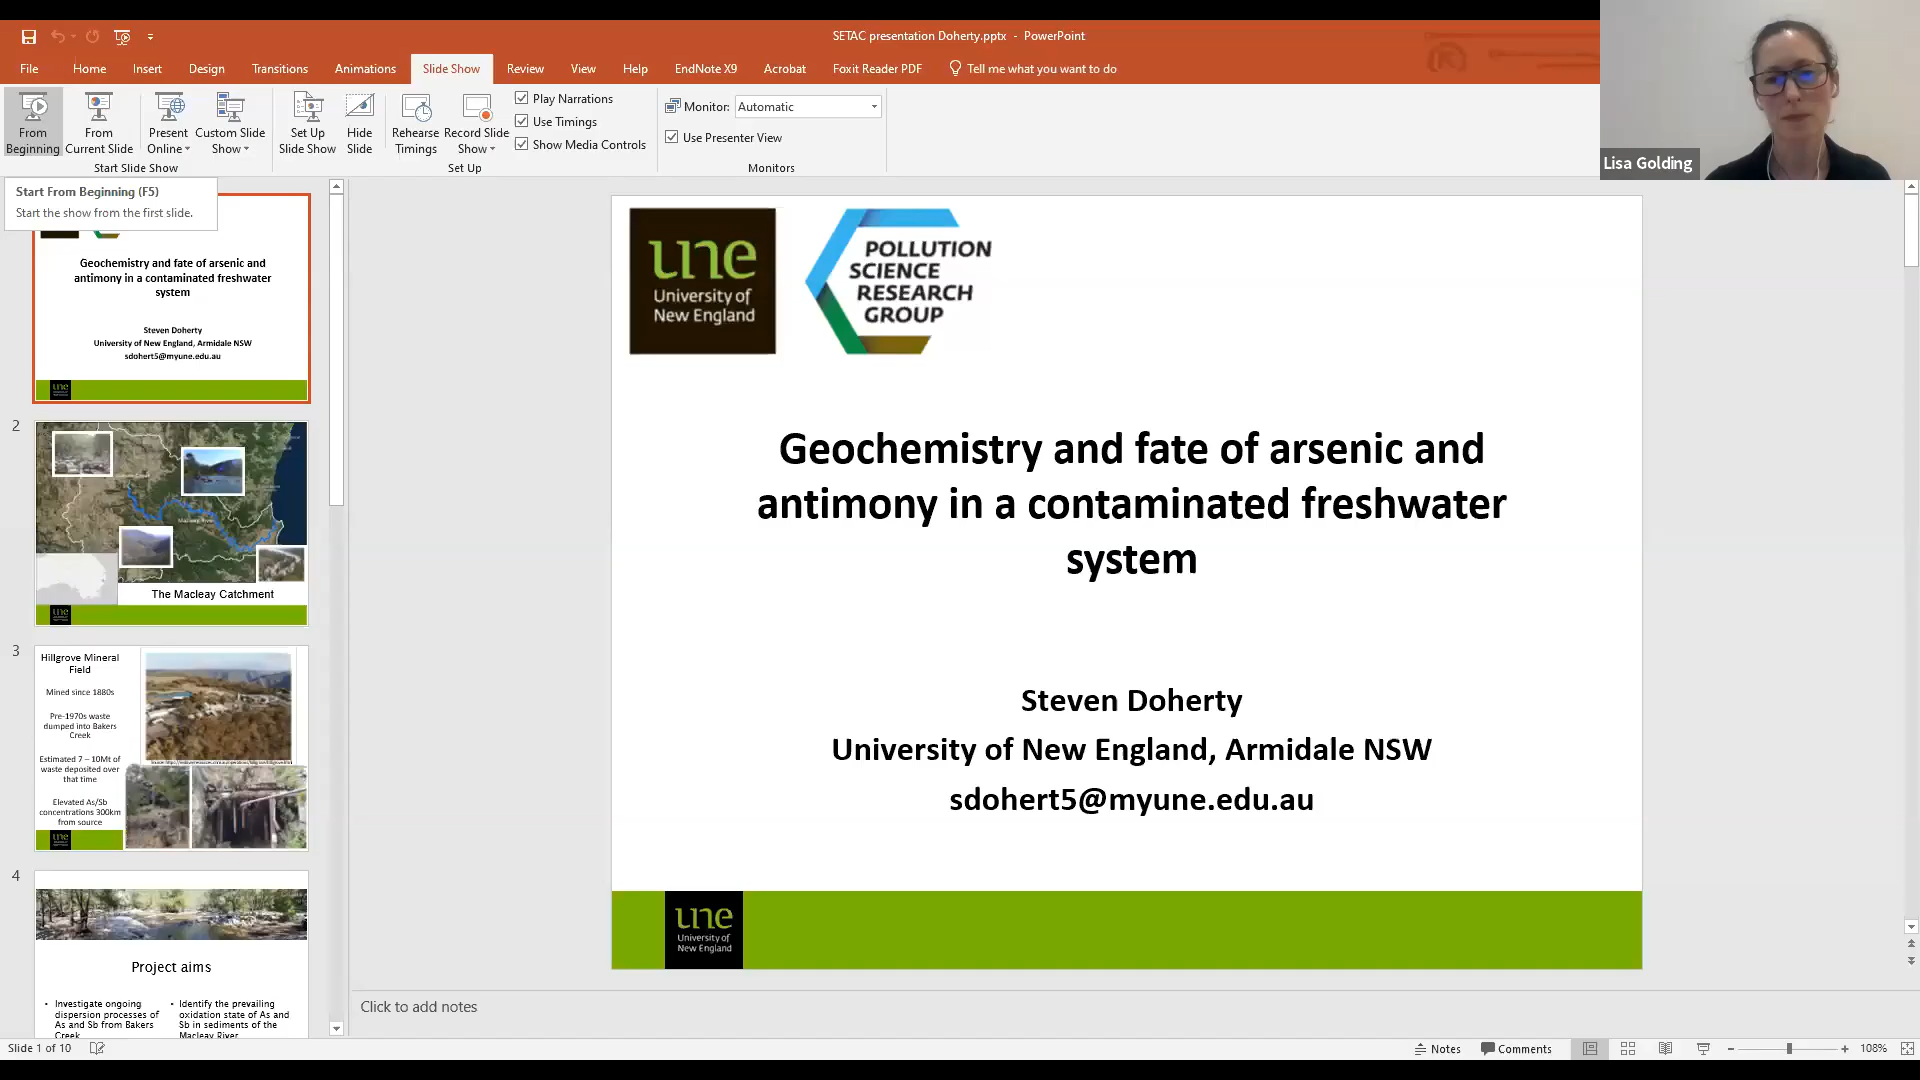 SETAC presentation Doherty.pptx - PowerPoint
File Home Insert Design Transitions Animations Slide Show Review View Help EndNote X9 Acrobat Foxit Reader PDF Tell me what you want to do
From Beginning
From Current Slide
Present Online
Custom Slide Show
Set Up Slide Show
Hide Slide
Rehearse Timings
Record Slide Show
Play Narrations
Use Timings
Show Media Controls
Monitor: Automatic
Use Presenter View
Start Slide Show
Set Up
Monitors
Lisa Golding
Start From Beginning (F5)
Start the show from the first slide.
Geochemistry and fate of arsenic and
antimony in a contaminated freshwater
system
Steven Doherty
University of New England, Armidale NSW
sdohert5@myune.edu.au
une
2
The Macleay Catchment
une
3
Hillgrove Mineral
Field
Mined since 1880s
Pre-1970s waste
dumped into Bakers
Creek
Estimated 7 – 10Mt of
waste deposited over
that time
Elevated As/Sb
concentrations 300km
from source
une
4
Project aims
• Investigate ongoing
dispersion processes of
As and Sb from Bakers
Creek
• Identify the prevailing
oxidation state of As and
Sb in sediments of the
Macleay River
une
University of
New England
POLLUTION
SCIENCE
RESEARCH
GROUP
Geochemistry and fate of arsenic and
antimony in a contaminated freshwater
system
Steven Doherty
University of New England, Armidale NSW
sdohert5@myune.edu.au
une
University of
New England
Click to add notes
Slide 1 of 10
Notes
Comments
108%